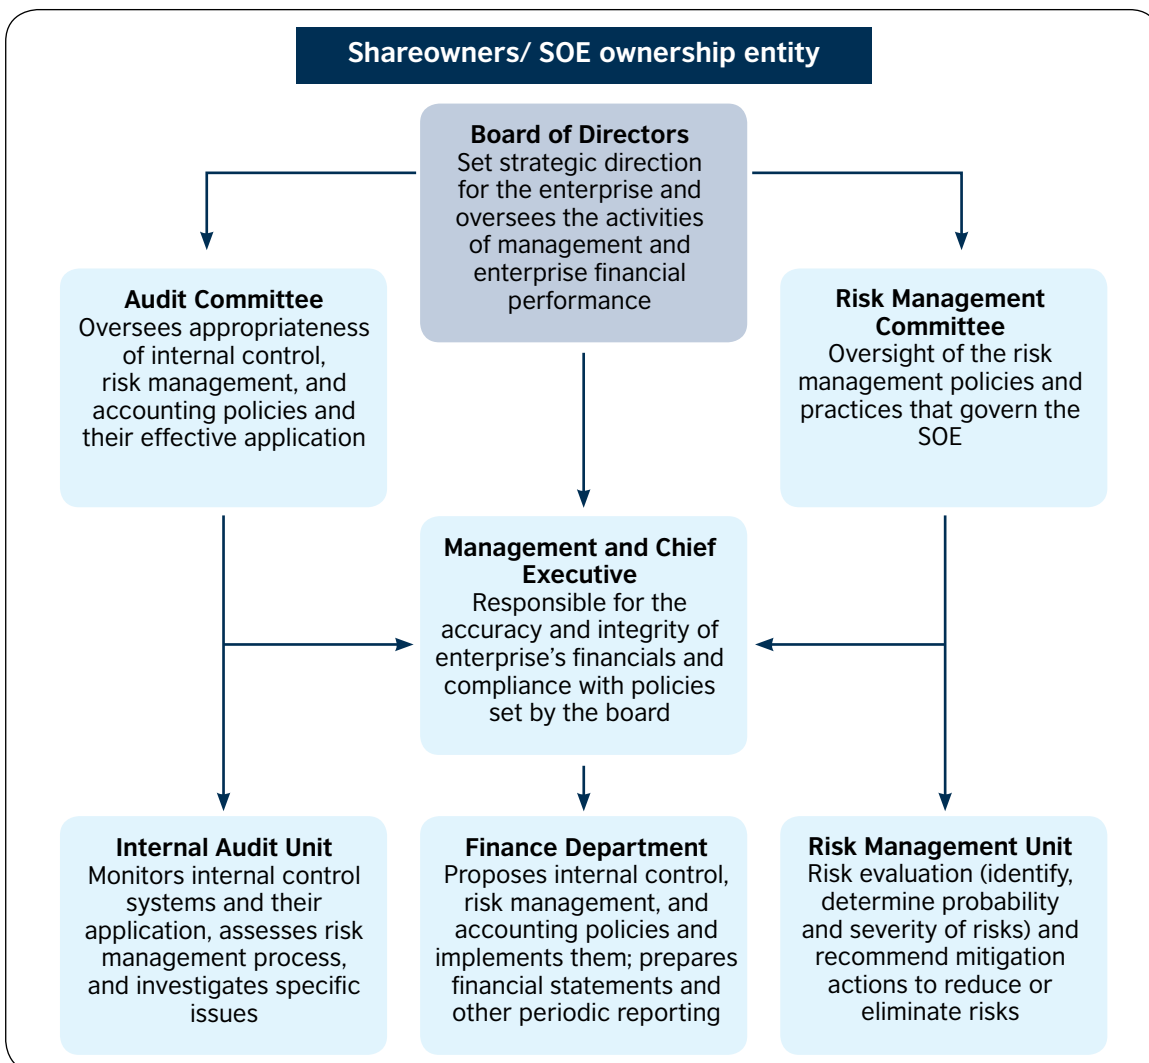 Shareowners/ SOE ownership entity
Board of Directors
Set strategic direction
for the enterprise and
oversees the activities
of management and
enterprise financial
performance
Audit Committee
Oversees appropriateness
of internal control,
risk management, and
accounting policies and
their effective application
Risk Management
Committee
Oversight of the risk
management policies and
practices that govern the
SOE
Management and Chief
Executive
Responsible for the
accuracy and integrity of
enterprise’s financials and
compliance with policies
set by the board
Internal Audit Unit
Monitors internal control
systems and their
application, assesses risk
management process,
and investigates specific
issues
Finance Department
Proposes internal control,
risk management, and
accounting policies and
implements them; prepares
financial statements and
other periodic reporting
Risk Management Unit
Risk evaluation (identify,
determine probability
and severity of risks) and
recommend mitigation
actions to reduce or
eliminate risks